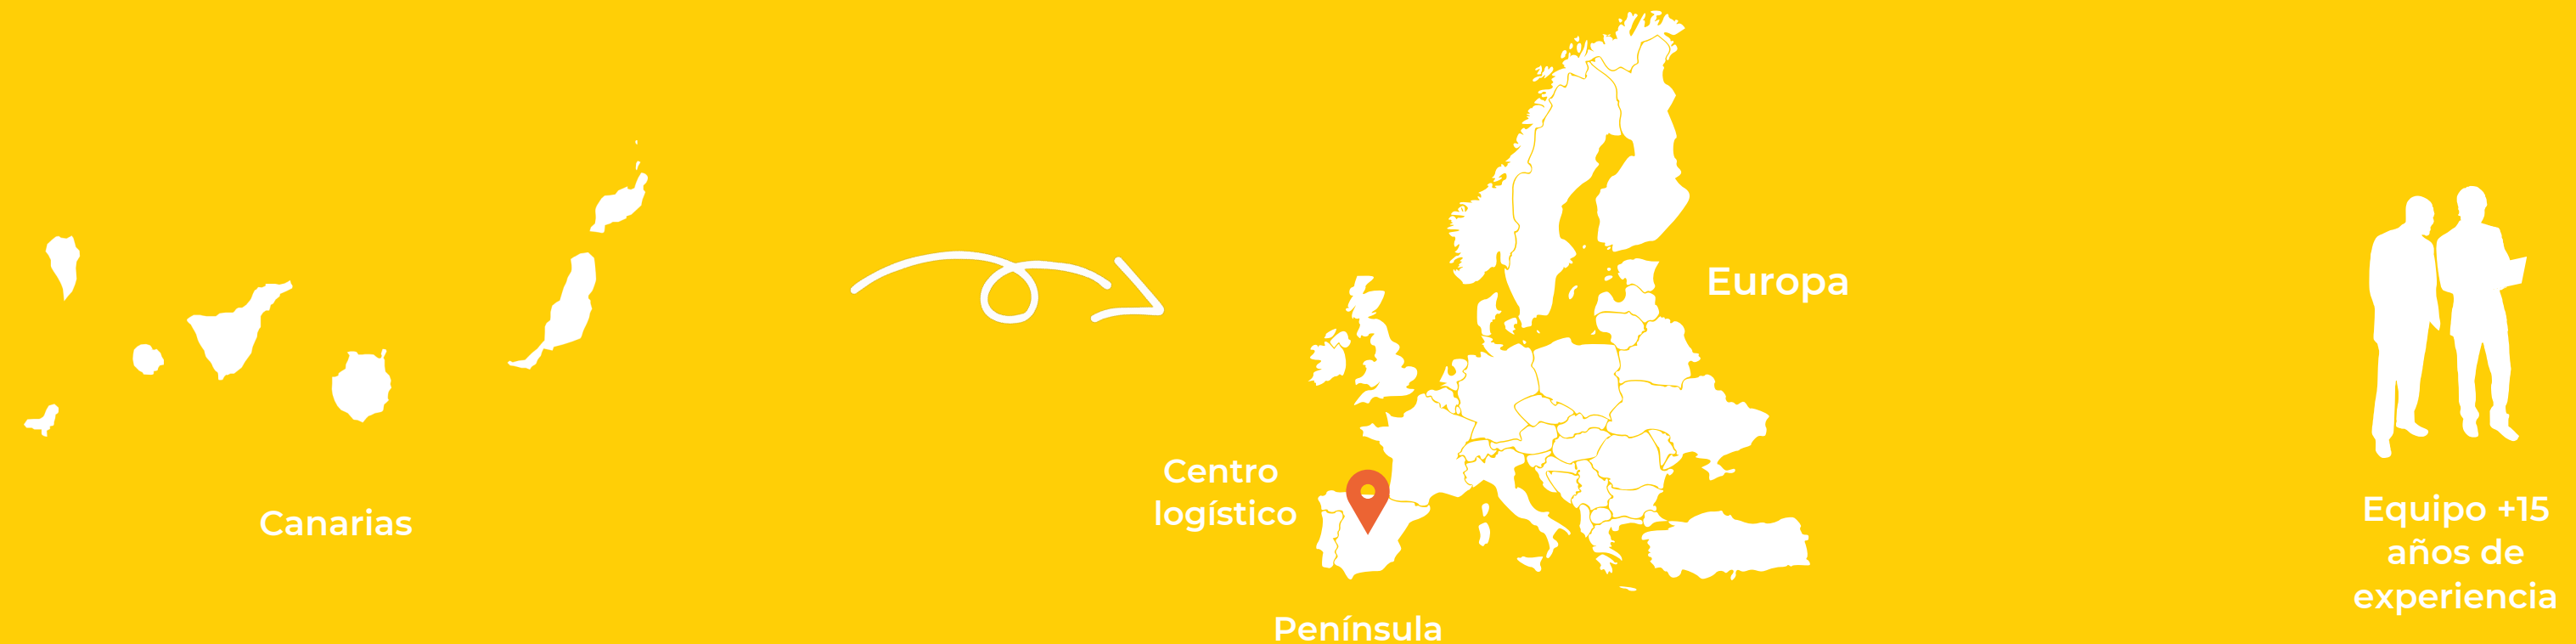 Canarias
Centro
logístico
Europa
Península
Equipo +15
años de
experiencia